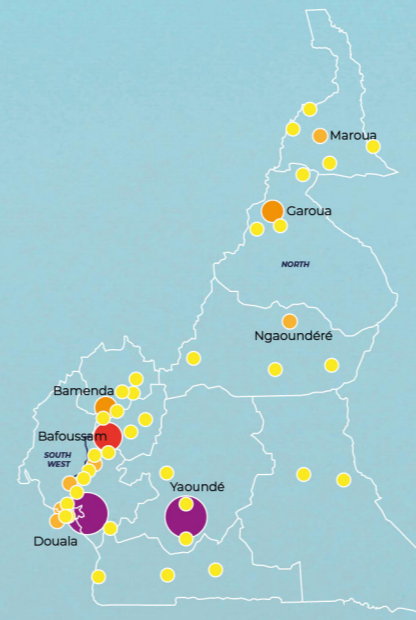 Maroua
Garoua
NORTH
Ngaoundéré
Bamenda
Bafoussam
SOUTH
WEST
Yaoundé
Douala